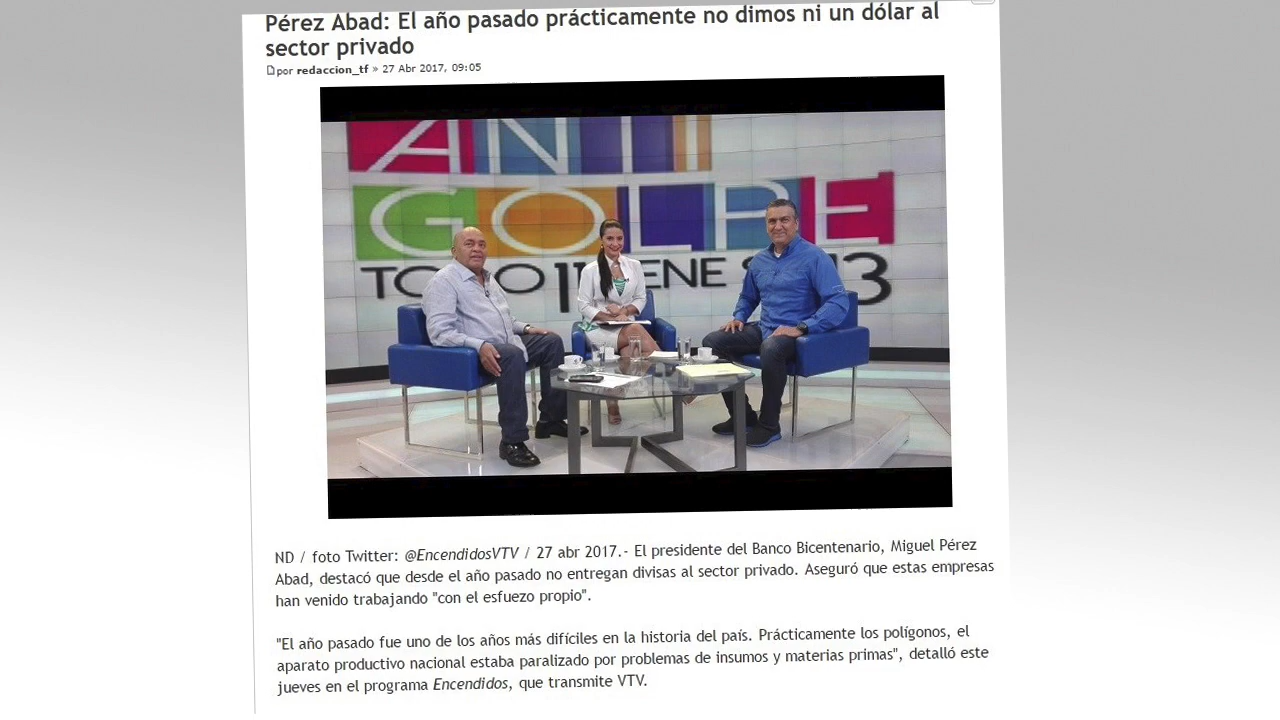 Pérez Abad: El año pasado prácticamente no dimos ni un dólar al
sector privado
por redaccion_tf » 27 Abr 2017, 09:05
ANTI
GOLPE
TODO 11 TIENE SU 13
ND / foto Twitter: @EncendidosVTV / 27 abr 2017.- El presidente del Banco Bicentenario, Miguel Pérez
Abad, destacó que desde el año pasado no entregan divisas al sector privado. Aseguró que estas empresas
han venido trabajando "con el esfuezo propio".
"El año pasado fue uno de los años más difíciles en la historia del país. Prácticamente los polígonos, el
aparato productivo nacional estaba paralizado por problemas de insumos y materias primas", detalló este
jueves en el programa Encendidos, que transmite VTV.